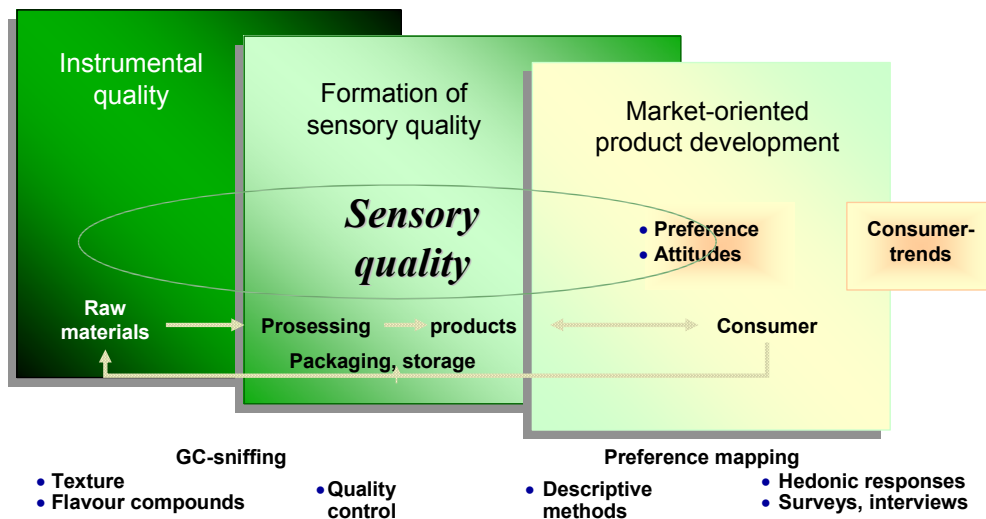 Instrumental
quality
Formation of
sensory quality
Market-oriented
product development
Sensory
quality
• Preference
• Attitudes
Consumer-
trends
Raw
materials
Prosessing
products
Consumer
Packaging, storage
GC-sniffing
• Texture
• Flavour compounds
•Quality
control
Preference mapping
• Descriptive
methods
• Hedonic responses
• Surveys, interviews